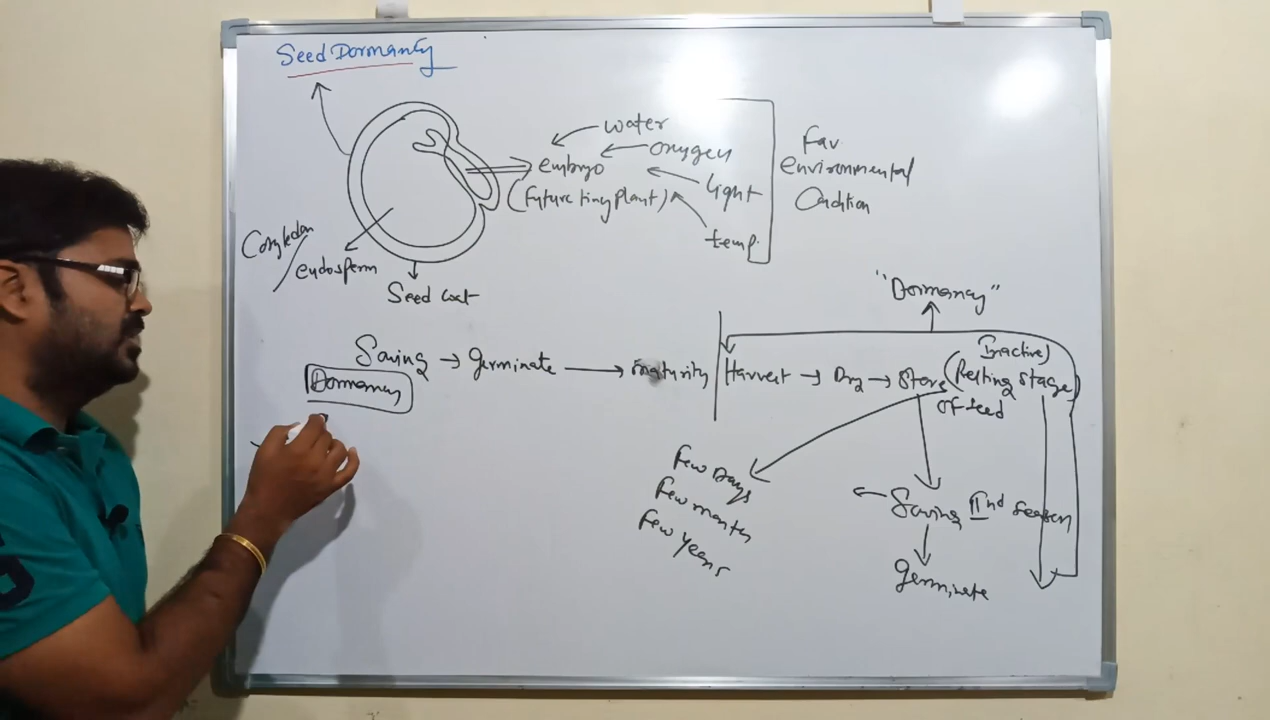 Seed Dormancy
water
oxygen
embryo
light
(future tiny plant)
temp.
Fav.
environmental
Condition
Cotyledon
endosperm
Seed coat
"Dormancy"
Sowing → Germinate → maturity Harvest → Dry → Store (Resting stage)
Inactive
of seed
Dormancy
Few Days
Few months
Few years
Sowing IInd season
Germinate